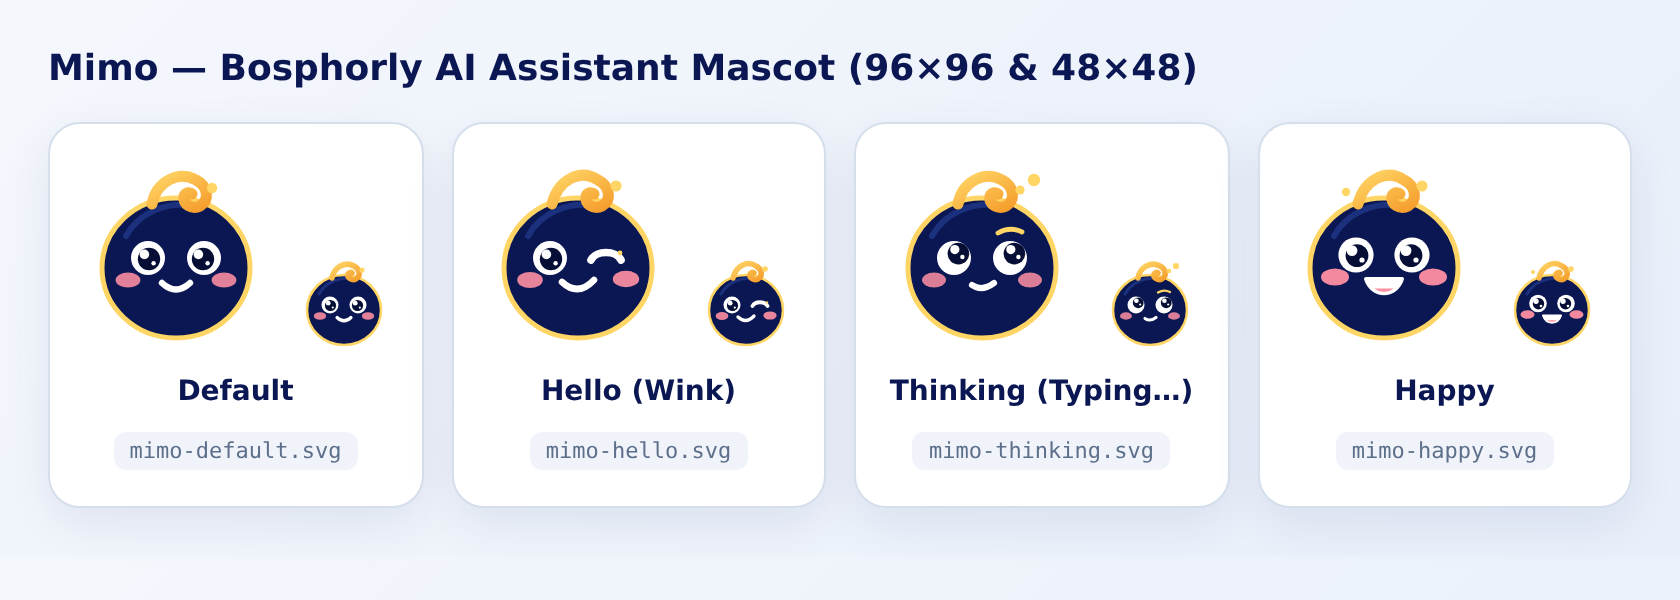 Mimo — Bosphorly AI Assistant Mascot (96×96 & 48×48)
Default
mimo-default.svg
Hello (Wink)
mimo-hello.svg
Thinking (Typing…)
mimo-thinking.svg
Happy
mimo-happy.svg